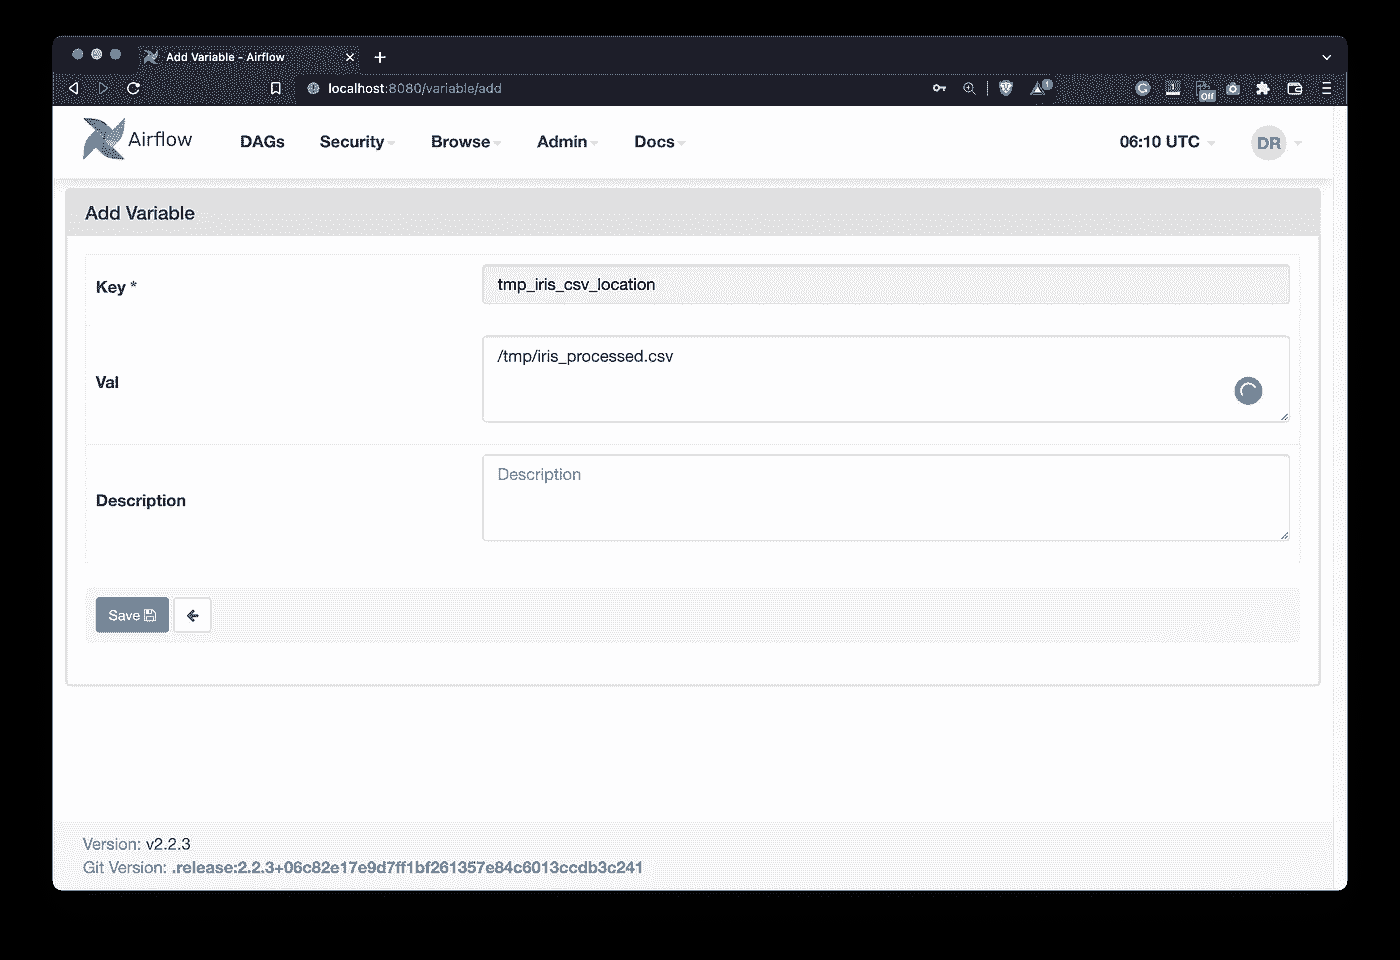 Add Variable - Airflow
localhost:8080/variable/add
1
Off
Airflow
DAGs Security Browse Admin Docs 06:10 UTC DR
Add Variable
Key * tmp_iris_csv_location
Val /tmp/iris_processed.csv
Description Description
Save
Version: v2.2.3
Git Version: .release:2.2.3+06c82e17e9d7ff1bf261357e84c6013ccdb3c241